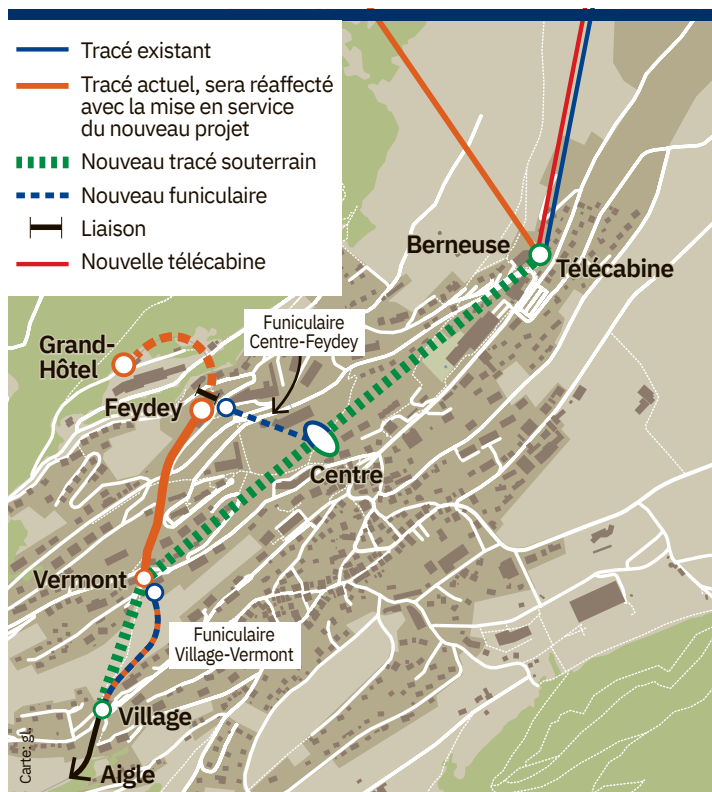 Tracé existant
Tracé actuel, sera réaffecté
avec la mise en service
du nouveau projet
Nouveau tracé souterrain
Nouveau funiculaire
Liaison
Nouvelle télécabine
Berneuse
Télécabine
Funiculaire
Centre-Feydey
Grand-
Hôtel
Feydey
Centre
Vermont
Funiculaire
Village-Vermont
Village
Aigle
Carte: gl.